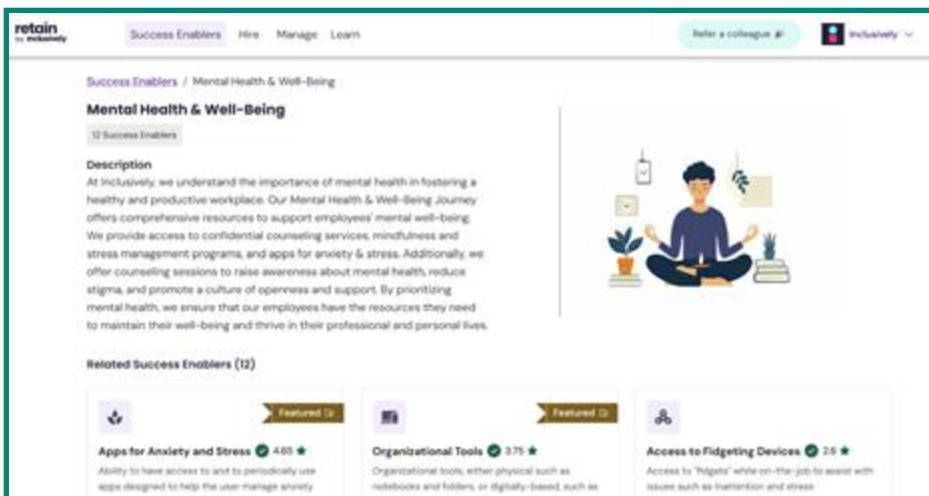 retain
by inclusively
Success Enablers Hire Manage Learn
Refer a colleague
Inclusively
Success Enablers / Mental Health & Well-Being
Mental Health & Well-Being
12 Success Enablers
Description
At Inclusively, we understand the importance of mental health in fostering a
healthy and productive workplace. Our Mental Health & Well-Being Journey
offers comprehensive resources to support employees' mental well-being.
We provide access to confidential counseling services, mindfulness and
stress management programs, and apps for anxiety & stress. Additionally, we
offer counseling sessions to raise awareness about mental health, reduce
stigma, and promote a culture of openness and support. By prioritizing
mental health, we ensure that our employees have the resources they need
to maintain their well-being and thrive in their professional and personal lives.
Related Success Enablers (12)
Featured
Apps for Anxiety and Stress 4.65
Ability to have access to and to periodically use
apps designed to help the user manage anxiety
Featured
Organizational Tools 3.75
Organizational tools, either physical such as
notebooks and folders, or digitally-based, such as
Access to Fidgeting Devices 2.6
Access to "fidgets" while on-the-job to assist with
issues such as inattention and stress